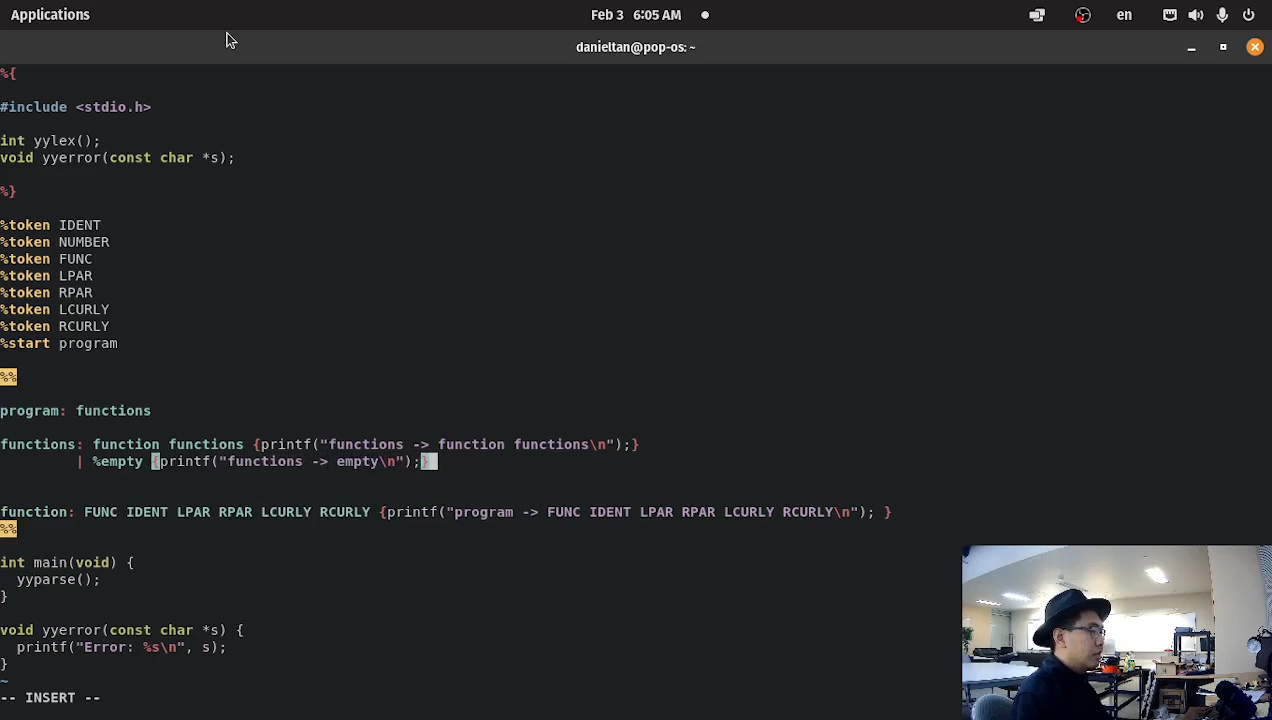 Applications
Feb 3 6:05 AM
en
danieltan@pop-os: ~
%{
#include <stdio.h>
int yylex();
void yyerror(const char *s);
%}
%token IDENT
%token NUMBER
%token FUNC
%token LPAR
%token RPAR
%token LCURLY
%token RCURLY
%start program
%%
program: functions
functions: function functions {printf("functions -> function functions\n");}
| %empty {printf("functions -> empty\n");}
function: FUNC IDENT LPAR RPAR LCURLY RCURLY {printf("program -> FUNC IDENT LPAR RPAR LCURLY RCURLY\n"); }
%%
int main(void) {
yyparse();
}
void yyerror(const char *s) {
printf("Error: %s\n", s);
}
~
-- INSERT --